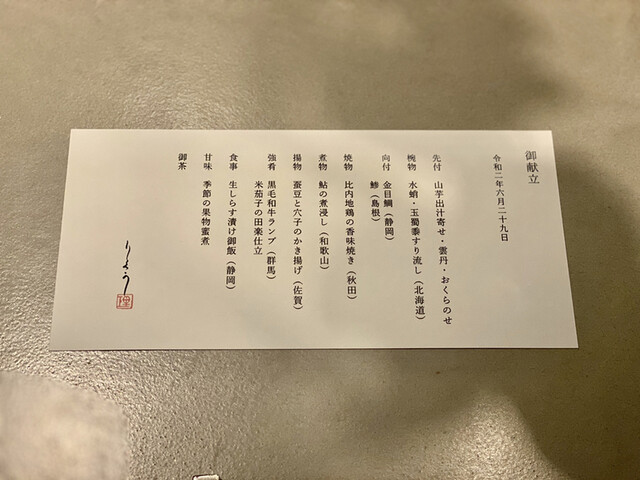 御献立
令和二年六月二十九日
先付 山芋出汁寄せ・雲丹・おくらのせ
椀物 水蛸・玉蜀黍すり流し(北海道)
向付 金目鯛(静岡)
鯵(島根)
焼物 比内地鶏の香味焼き(秋田)
煮物 鮎の煮浸し(和歌山)
揚物 蚕豆と穴子のかき揚げ(佐賀)
強肴 黒毛和牛ランプ(群馬)
米茄子の田楽仕立
食事 生しらす漬け御飯(静岡)
甘味 季節の果物蜜煮
御茶
りょう
理